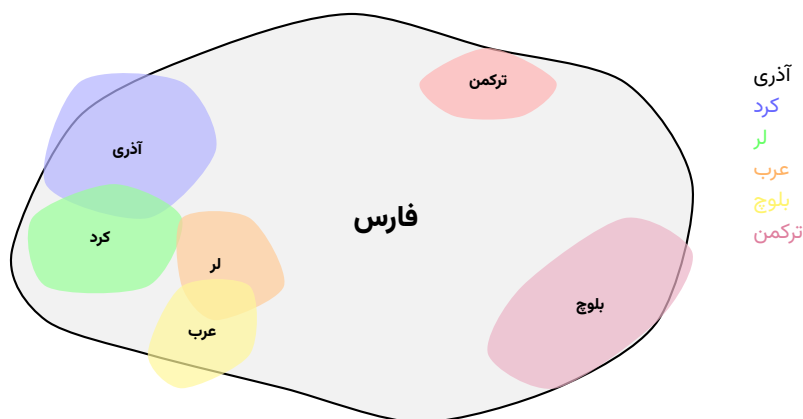 ترکمن
آذری
فارس
کرد
لر
بلوچ
عرب
آذری
کرد
لر
عرب
بلوچ
ترکمن